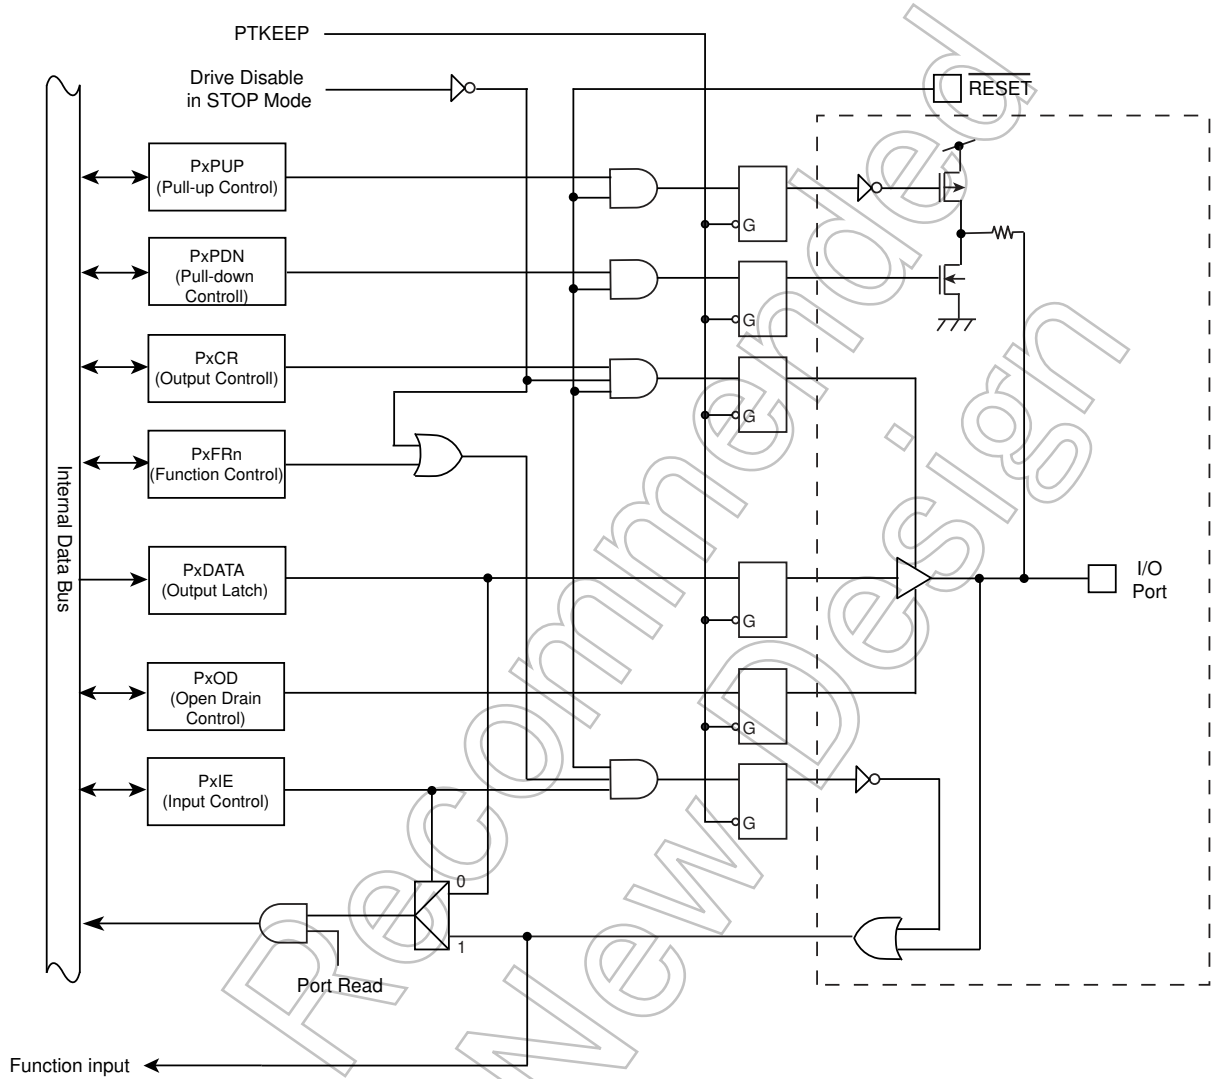 PTKEEP
Drive Disable
in STOP Mode
RESET
PxPUP
(Pull-up Control)
G
PxPDN
(Pull-down
Controll)
G
PxCR
(Output Controll)
G
PxFRn
(Function Control)
Internal Data Bus
PxDATA
(Output Latch)
G
I/O
Port
PxOD
(Open Drain
Control)
G
PxIE
(Input Control)
G
0
1
Port Read
Function input
Recommended
New Design